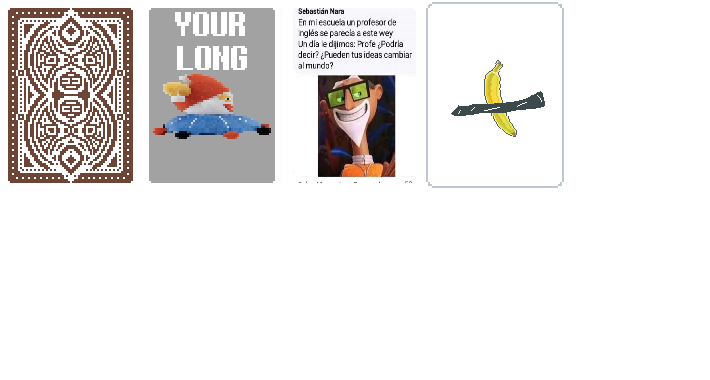 YOUR
LONG
Sebastián Nara
En mi escuela un profesor de
inglés se parecía a este wey
Un día le dijimos: Profe ¿Podría
decir? ¿Pueden tus ideas cambiar
al mundo?